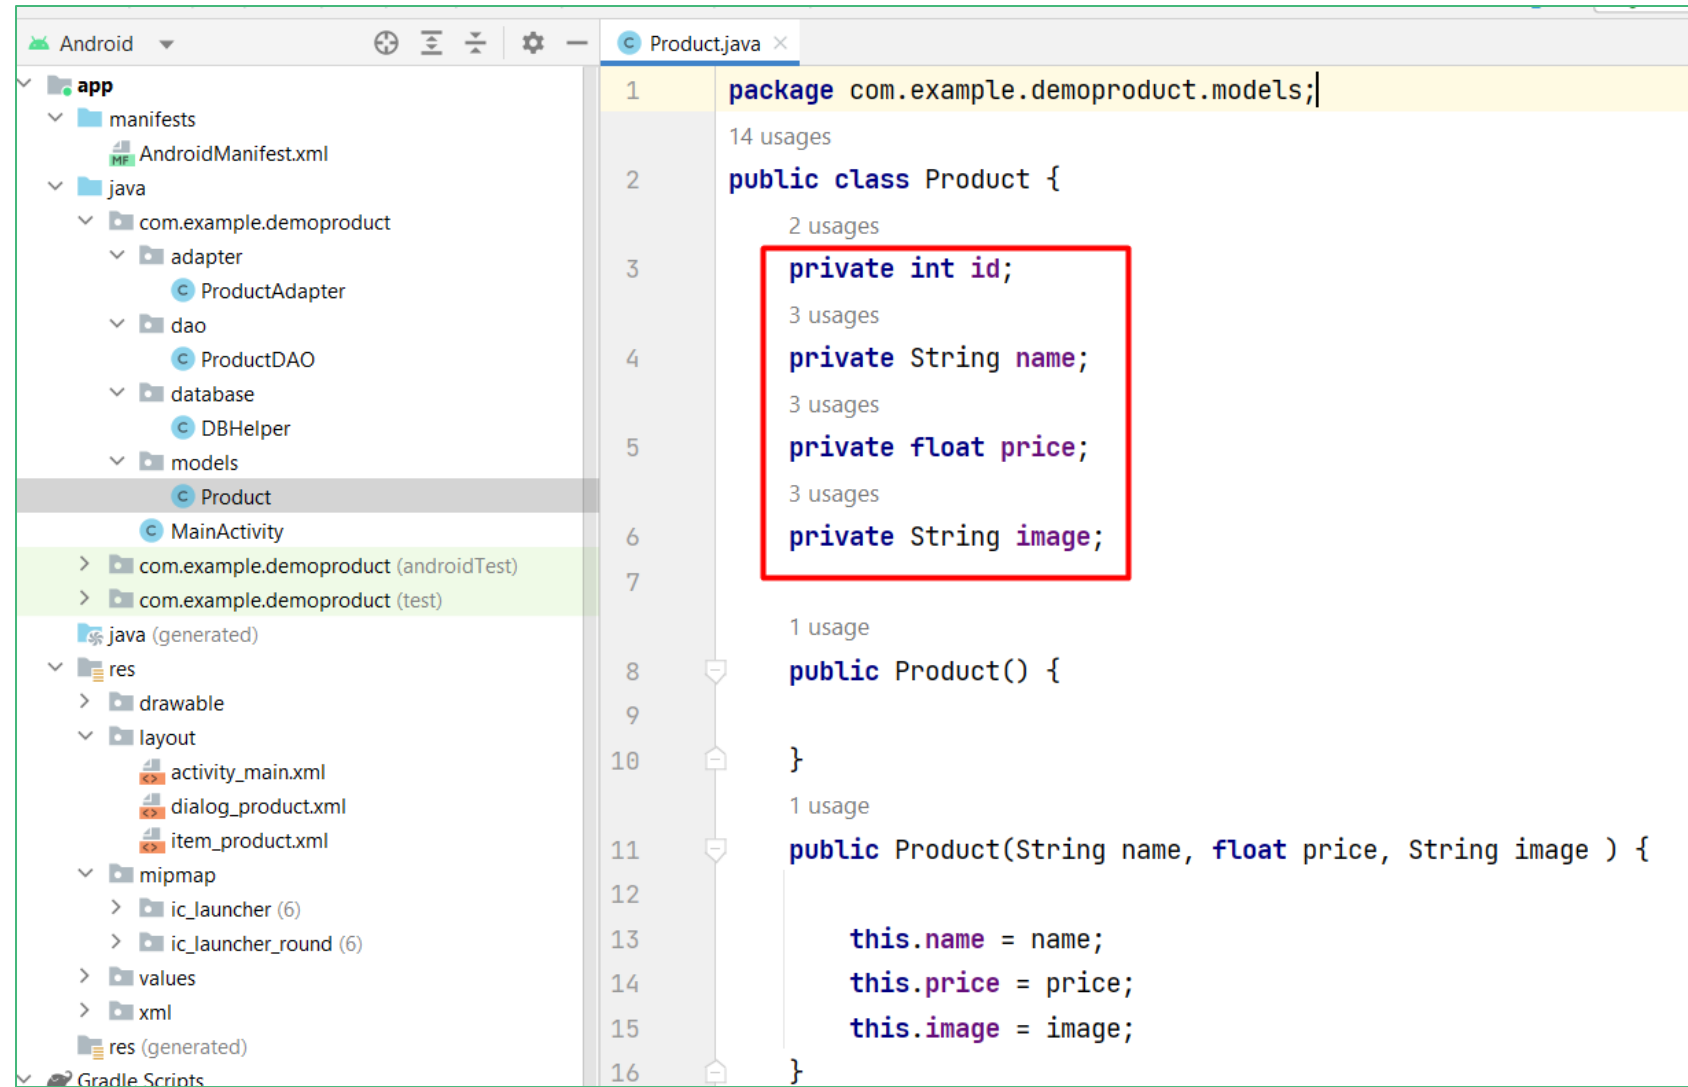 Android
app
manifests
AndroidManifest.xml
java
com.example.demoproduct
adapter
ProductAdapter
dao
ProductDAO
database
DBHelper
models
Product
MainActivity
com.example.demoproduct (androidTest)
com.example.demoproduct (test)
java (generated)
res
drawable
layout
activity_main.xml
dialog_product.xml
item_product.xml
mipmap
ic_launcher (6)
ic_launcher_round (6)
values
xml
res (generated)
Gradle Scripts
Product.java
1 package com.example.demoproduct.models;
14 usages
2 public class Product {
2 usages
3 private int id;
3 usages
4 private String name;
3 usages
5 private float price;
3 usages
6 private String image;
7
1 usage
8 public Product() {
9
10 }
1 usage
11 public Product(String name, float price, String image ) {
12
13 this.name = name;
14 this.price = price;
15 this.image = image;
16 }